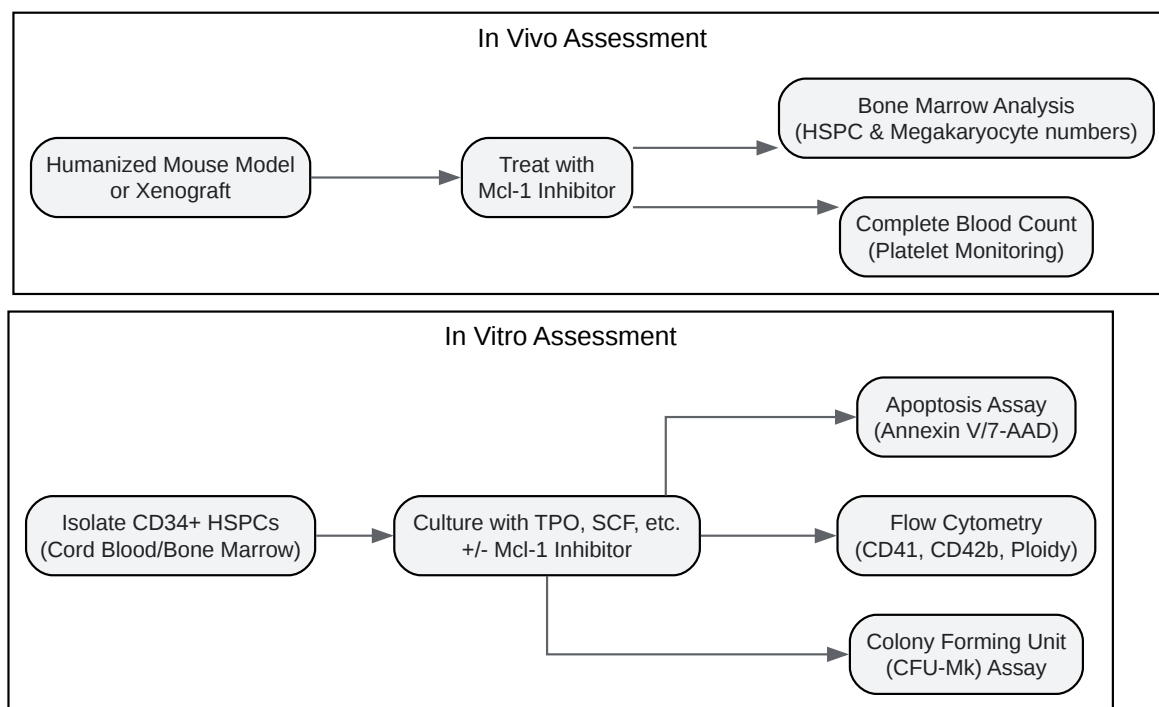 In Vivo Assessment
Bone Marrow Analysis
(HSPC & Megakaryocyte numbers)
Humanized Mouse Model
or Xenograft
Treat with
Mcl-1 Inhibitor
Complete Blood Count
(Platelet Monitoring)
In Vitro Assessment
Apoptosis Assay
(Annexin V/7-AAD)
Isolate CD34+ HSPCs
(Cord Blood/Bone Marrow)
Culture with TPO, SCF, etc.
+/- Mcl-1 Inhibitor
Flow Cytometry
(CD41, CD42b, Ploidy)
Colony Forming Unit
(CFU-Mk) Assay